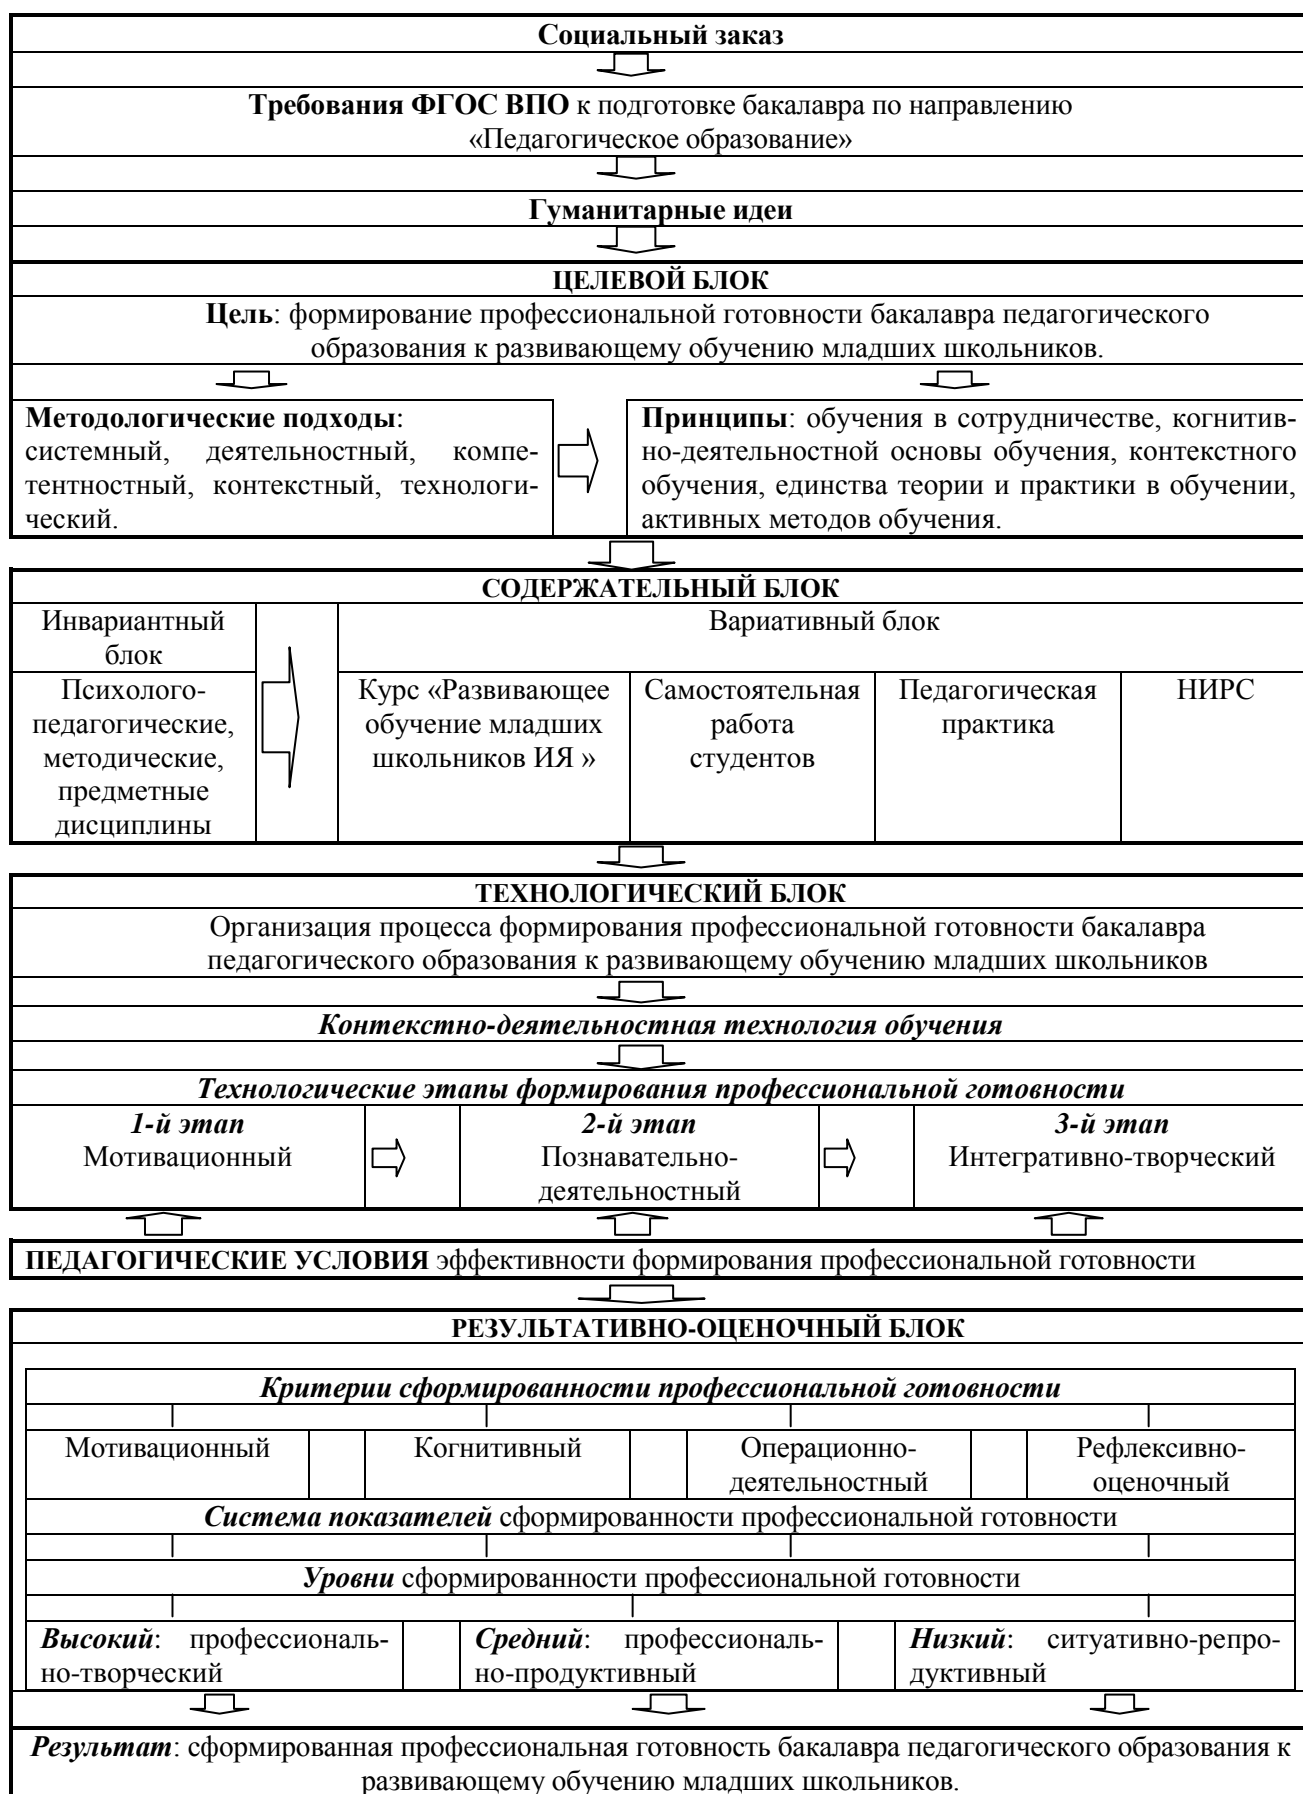 Социальный заказ
Требования ФГОС ВПО к подготовке бакалавра по направлению
«Педагогическое образование»
Гуманитарные идеи
ЦЕЛЕВОЙ БЛОК
Цель: формирование профессиональной готовности бакалавра педагогического
образования к развивающему обучению младших школьников.
Методологические подходы:
системный, деятельностный, компе-
тентностный, контекстный, технологи-
ческий.
Принципы: обучения в сотрудничестве, когнитив-
но-деятельностной основы обучения, контекстного
обучения, единства теории и практики в обучении,
активных методов обучения.
СОДЕРЖАТЕЛЬНЫЙ БЛОК
Инвариантный
блок
Вариативный блок
Психолого-
педагогические,
методические,
предметные
дисциплины
Курс «Развивающее
обучение младших
школьников ИЯ »
Самостоятельная
работа
студентов
Педагогическая
практика
НИРС
ТЕХНОЛОГИЧЕСКИЙ БЛОК
Организация процесса формирования профессиональной готовности бакалавра
педагогического образования к развивающему обучению младших школьников
Контекстно-деятельностная технология обучения
Технологические этапы формирования профессиональной готовности
1-й этап
Мотивационный
2-й этап
Познавательно-
деятельностный
3-й этап
Интегративно-творческий
ПЕДАГОГИЧЕСКИЕ УСЛОВИЯ эффективности формирования профессиональной готовности
РЕЗУЛЬТАТИВНО-ОЦЕНОЧНЫЙ БЛОК
Критерии сформированности профессиональной готовности
Мотивационный
Когнитивный
Операционно-
деятельностный
Рефлексивно-
оценочный
Система показателей сформированности профессиональной готовности
Уровни сформированности профессиональной готовности
Высокий: профессиональ-
но-творческий
Средний: профессиональ-
но-продуктивный
Низкий: ситуативно-репро-
дуктивный
Результат: сформированная профессиональная готовность бакалавра педагогического образования к
развивающему обучению младших школьников.